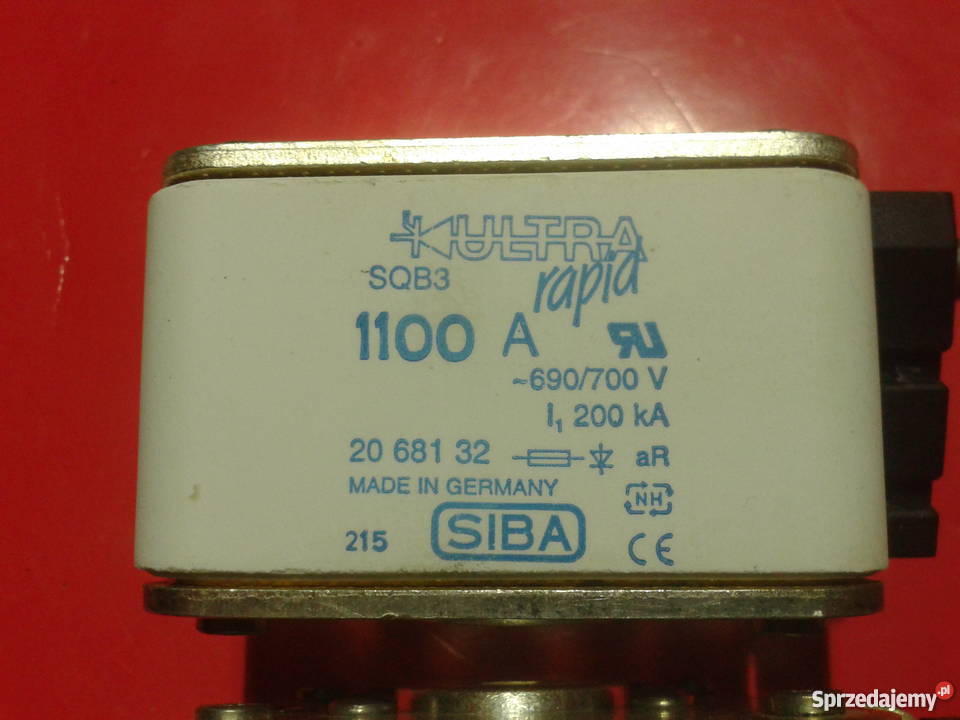 ULTRA
rapid
SQB3
1100 A
~690/700 V
I₁ 200 kA
20 681 32 aR
MADE IN GERMANY
NH
215 SIBA CE
Sprzedajemy.pl